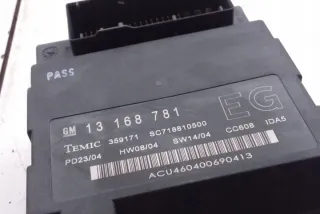 PASS
GM 13 168 781 EG
TEMIC 359171 SC718810500 CC608 IDA5
PD23/04 HW08/04 SW14/04
ACU460400690413